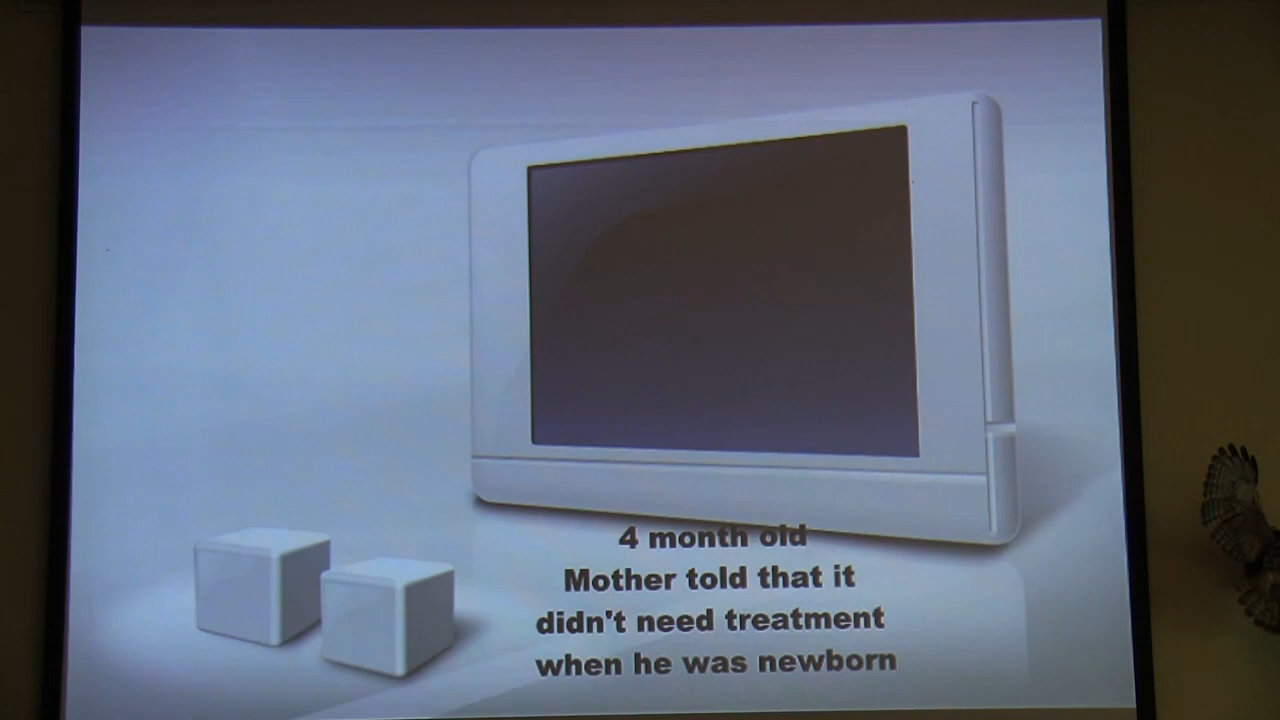 4 month old
Mother told that it
didn't need treatment
when he was newborn